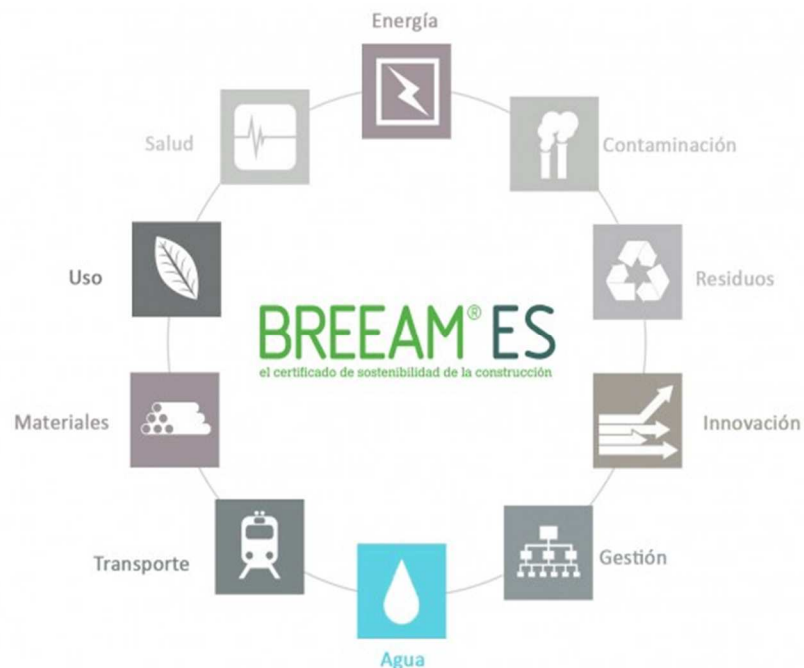 Energía
Salud
Contaminación
Uso
Residuos
BREEAM® ES
el certificado de sostenibilidad de la construcción
Materiales
Innovación
Transporte
Gestión
Agua